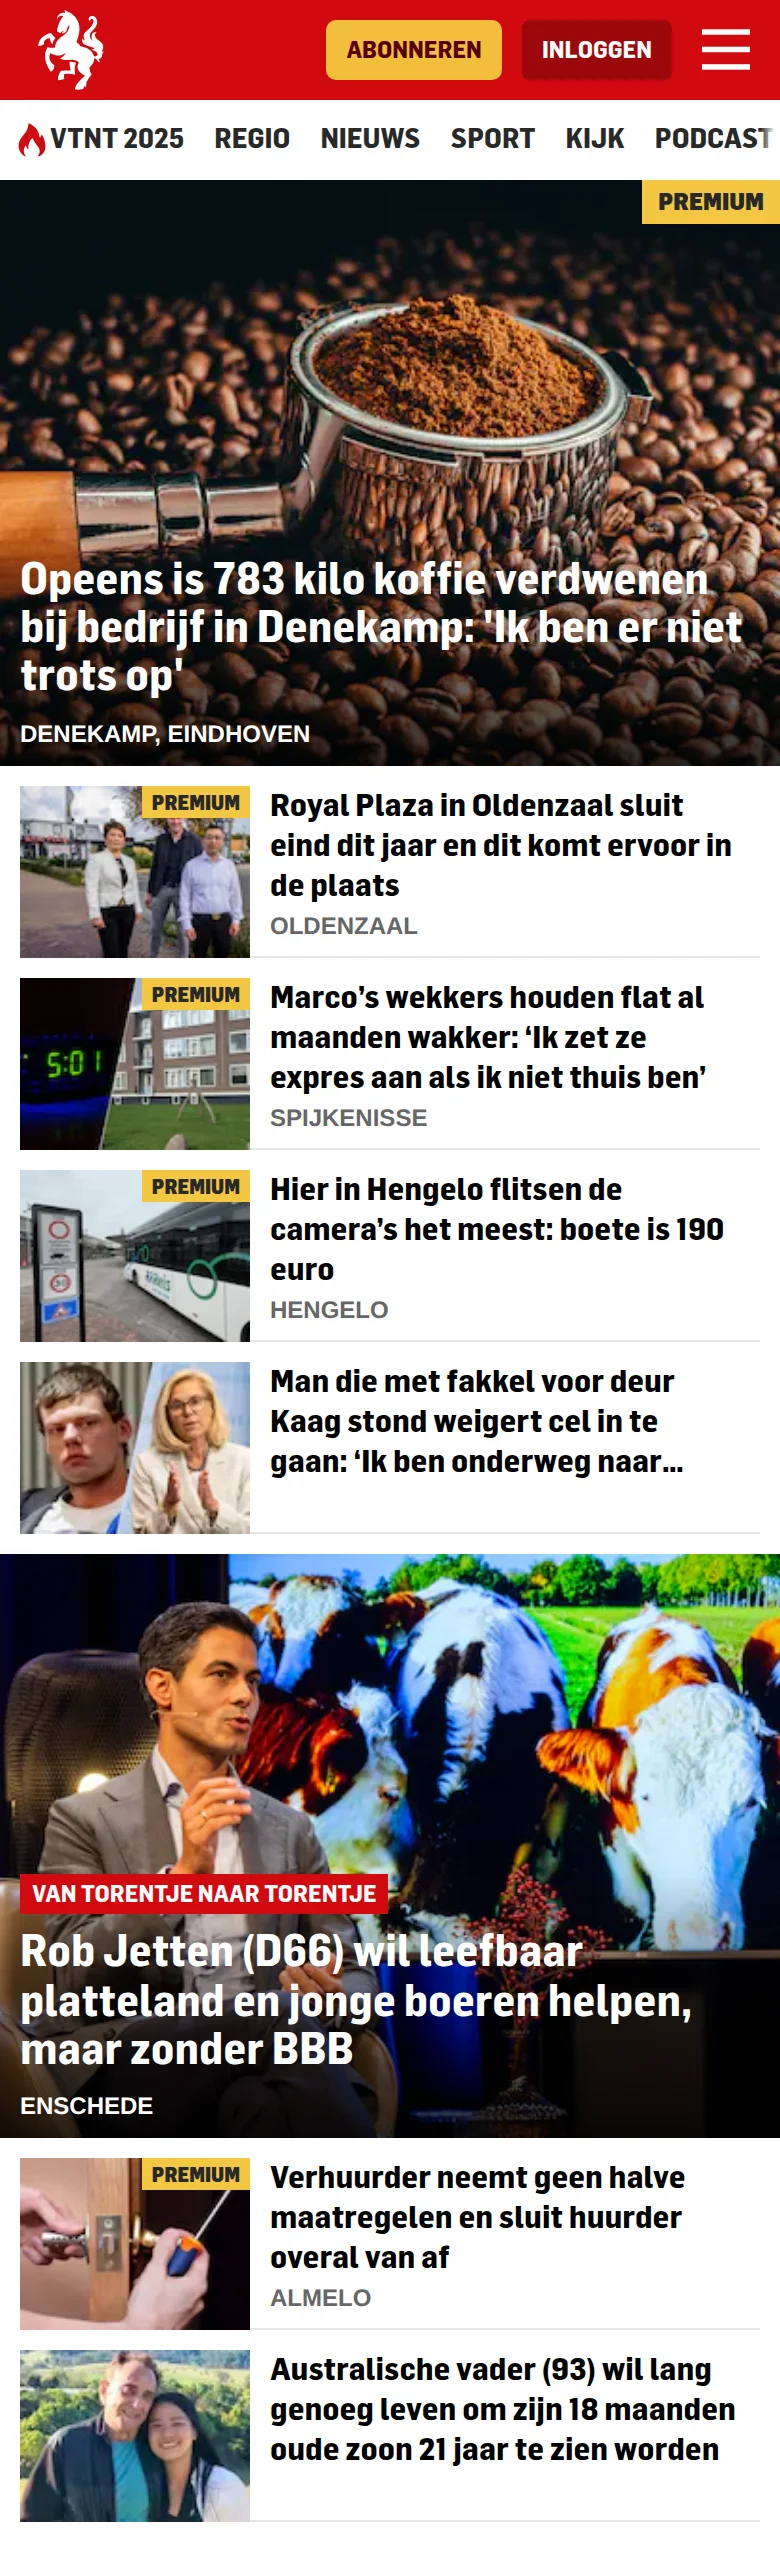 ABONNEREN
INLOGGEN
VTNT 2025 REGIO NIEUWS SPORT KIJK PODCAST
PREMIUM
Opeens is 783 kilo koffie verdwenen
bij bedrijf in Denekamp: 'Ik ben er niet
trots op'
DENEKAMP, EINDHOVEN
PREMIUM
Royal Plaza in Oldenzaal sluit
eind dit jaar en dit komt ervoor in
de plaats
OLDENZAAL
PREMIUM
5:01
Marco’s wekkers houden flat al
maanden wakker: ‘Ik zet ze
expres aan als ik niet thuis ben’
SPIJKENISSE
PREMIUM
Hier in Hengelo flitsen de
camera’s het meest: boete is 190
euro
HENGELO
Man die met fakkel voor deur
Kaag stond weigert cel in te
gaan: ‘Ik ben onderweg naar...
VAN TORENTJE NAAR TORENTJE
Rob Jetten (D66) wil leefbaar
platteland en jonge boeren helpen,
maar zonder BBB
ENSCHEDE
PREMIUM
Verhuurder neemt geen halve
maatregelen en sluit huurder
overal van af
ALMELO
Australische vader (93) wil lang
genoeg leven om zijn 18 maanden
oude zoon 21 jaar te zien worden